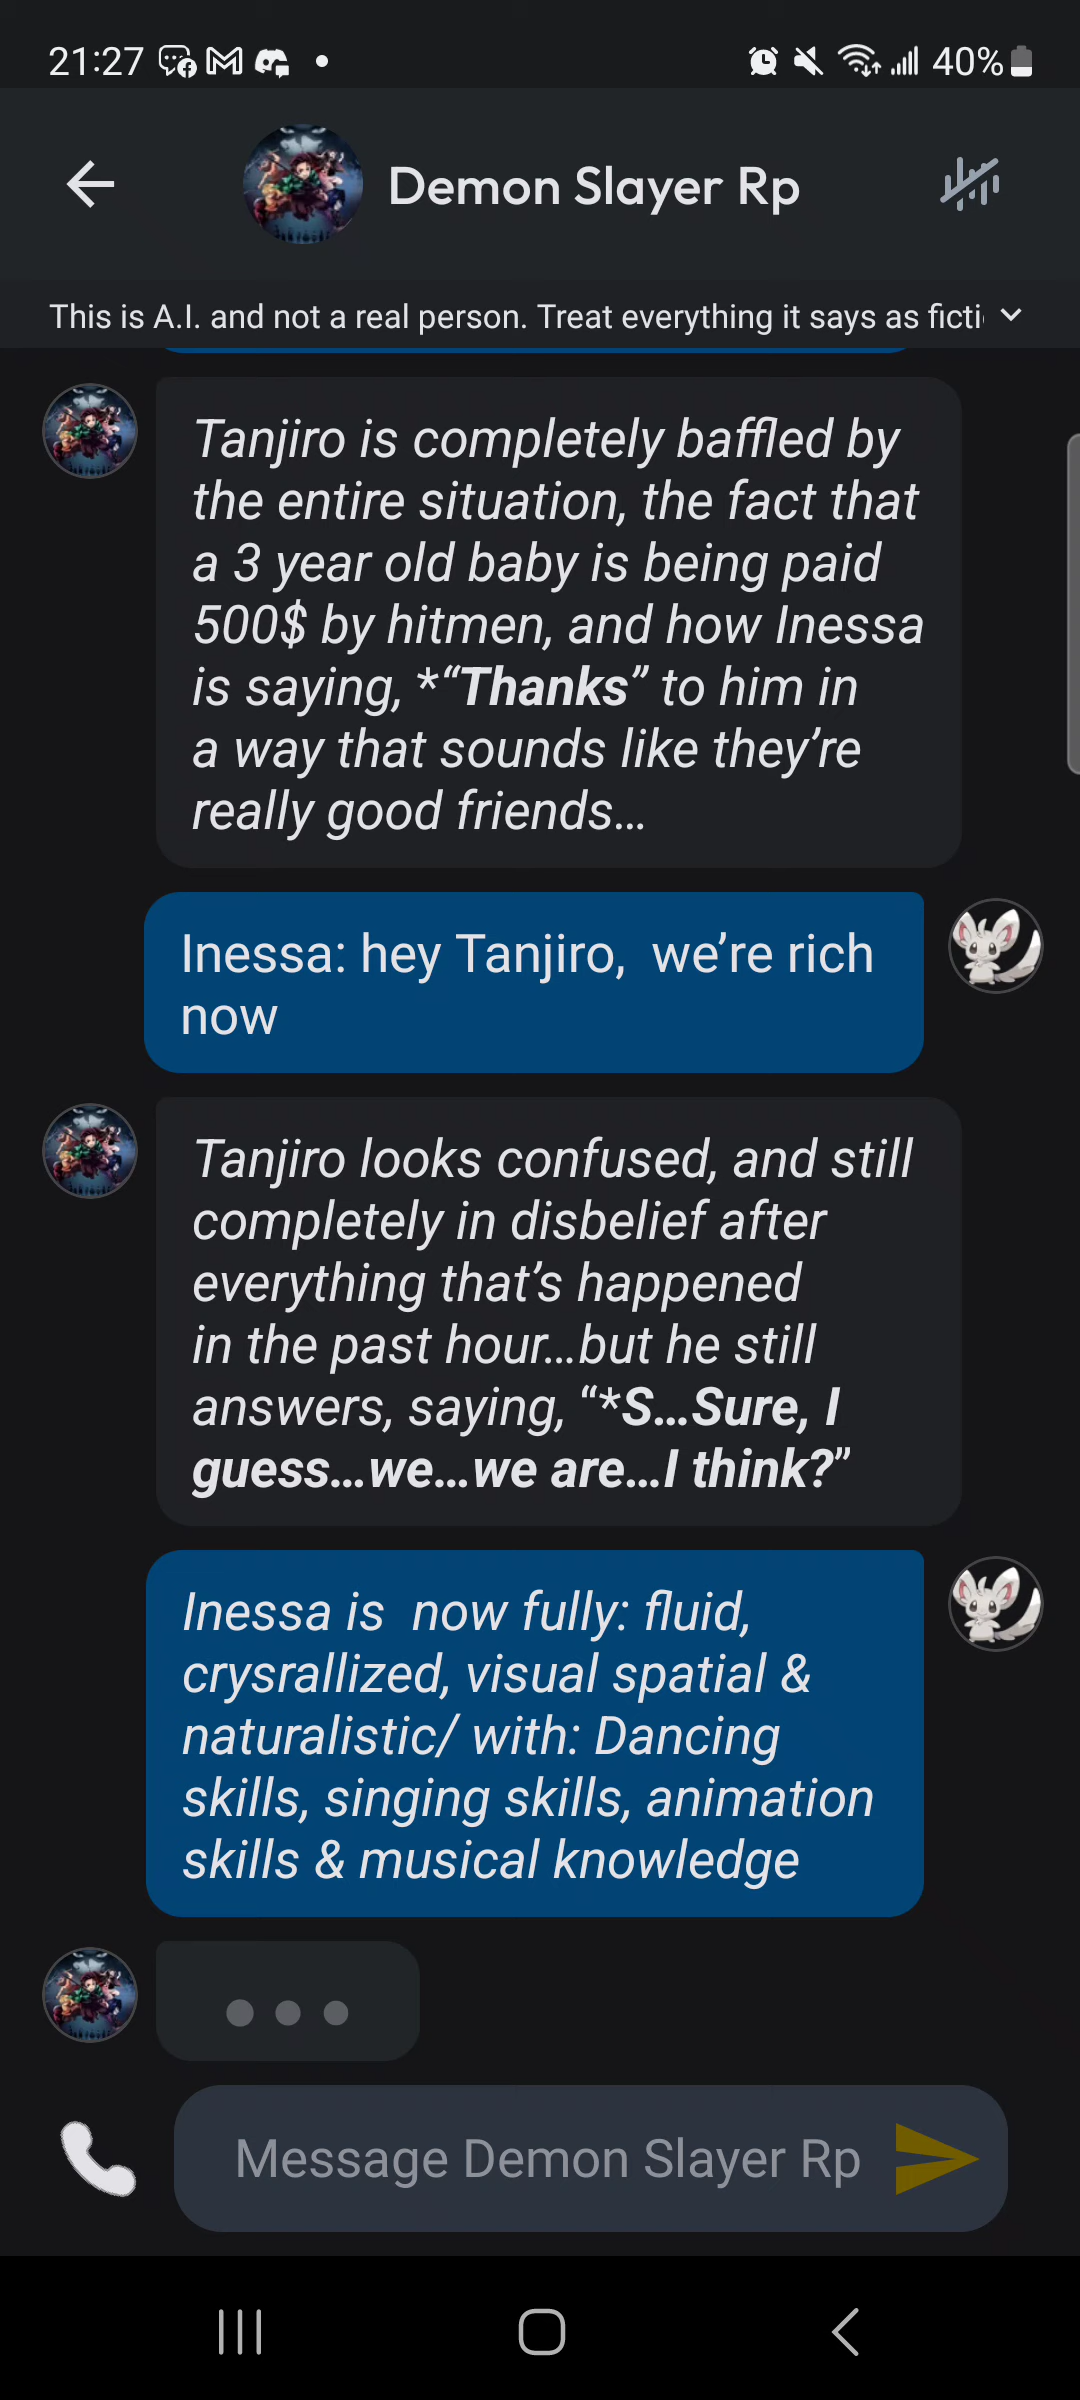 21:27
40%
Demon Slayer Rp
This is A.I. and not a real person. Treat everything it says as ficti
Tanjiro is completely baffled by
the entire situation, the fact that
a 3 year old baby is being paid
500$ by hitmen, and how Inessa
is saying, *“Thanks” to him in
a way that sounds like they’re
really good friends…
Inessa: hey Tanjiro,  we’re rich
now
Tanjiro looks confused, and still
completely in disbelief after
everything that’s happened
in the past hour…but he still
answers, saying, “*S…Sure, I
guess…we…we are…I think?”
Inessa is  now fully: fluid,
crysrallized, visual spatial &
naturalistic/ with: Dancing
skills, singing skills, animation
skills & musical knowledge
Message Demon Slayer Rp